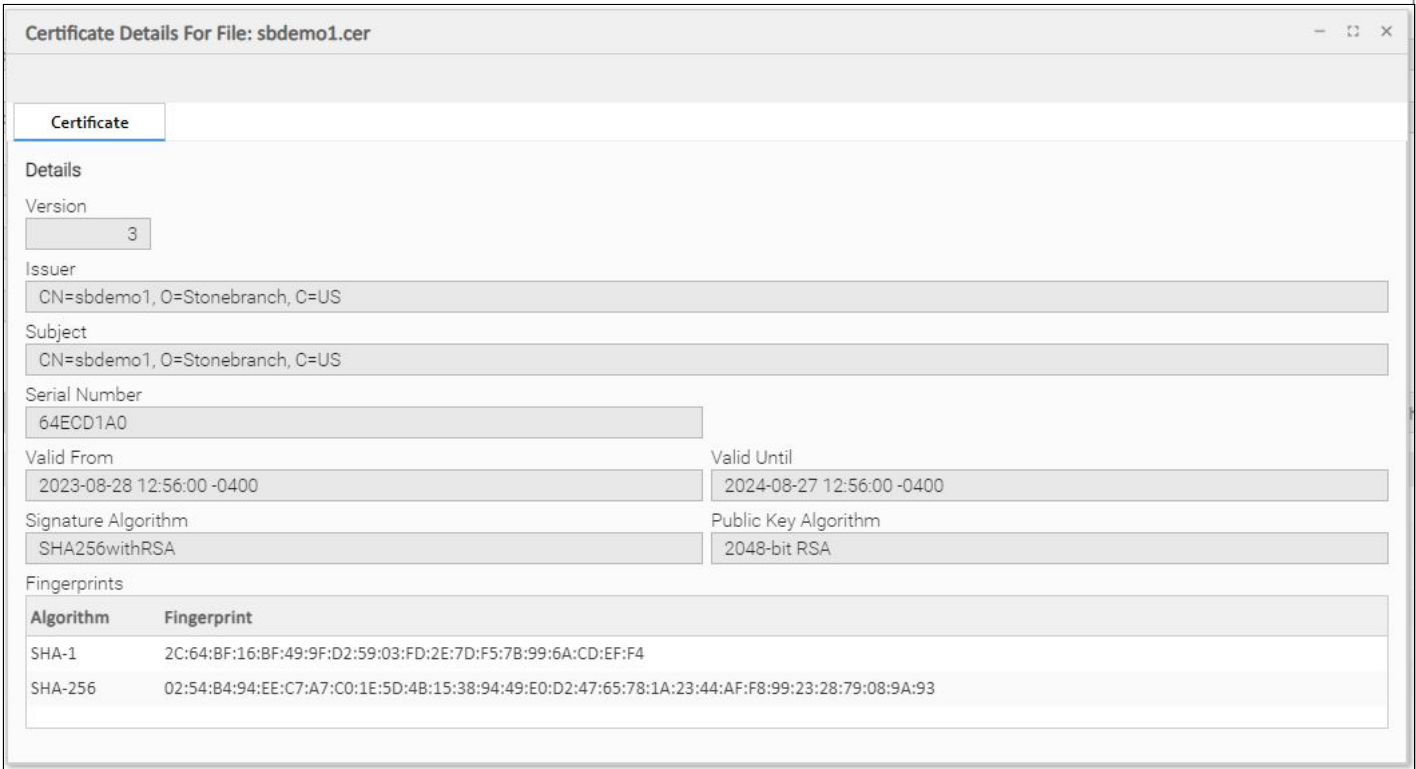 Certificate Details For File: sbdemo1.cer
Certificate
Details
Version
3
Issuer
CN=sbdemo1, O=Stonebranch, C=US
Subject
CN=sbdemo1, O=Stonebranch, C=US
Serial Number
64ECD1A0
Valid From Valid Until
2023-08-28 12:56:00 -0400 2024-08-27 12:56:00 -0400
Signature Algorithm Public Key Algorithm
SHA256withRSA 2048-bit RSA
Fingerprints
Algorithm Fingerprint
SHA-1 2C:64:BF:16:BF:49:9F:D2:59:03:FD:2E:7D:F5:7B:99:6A:CD:EF:F4
SHA-256 02:54:B4:94:EE:C7:A7:C0:1E:5D:4B:15:38:94:49:E0:D2:47:65:78:1A:23:44:AF:F8:99:23:28:79:08:9A:93